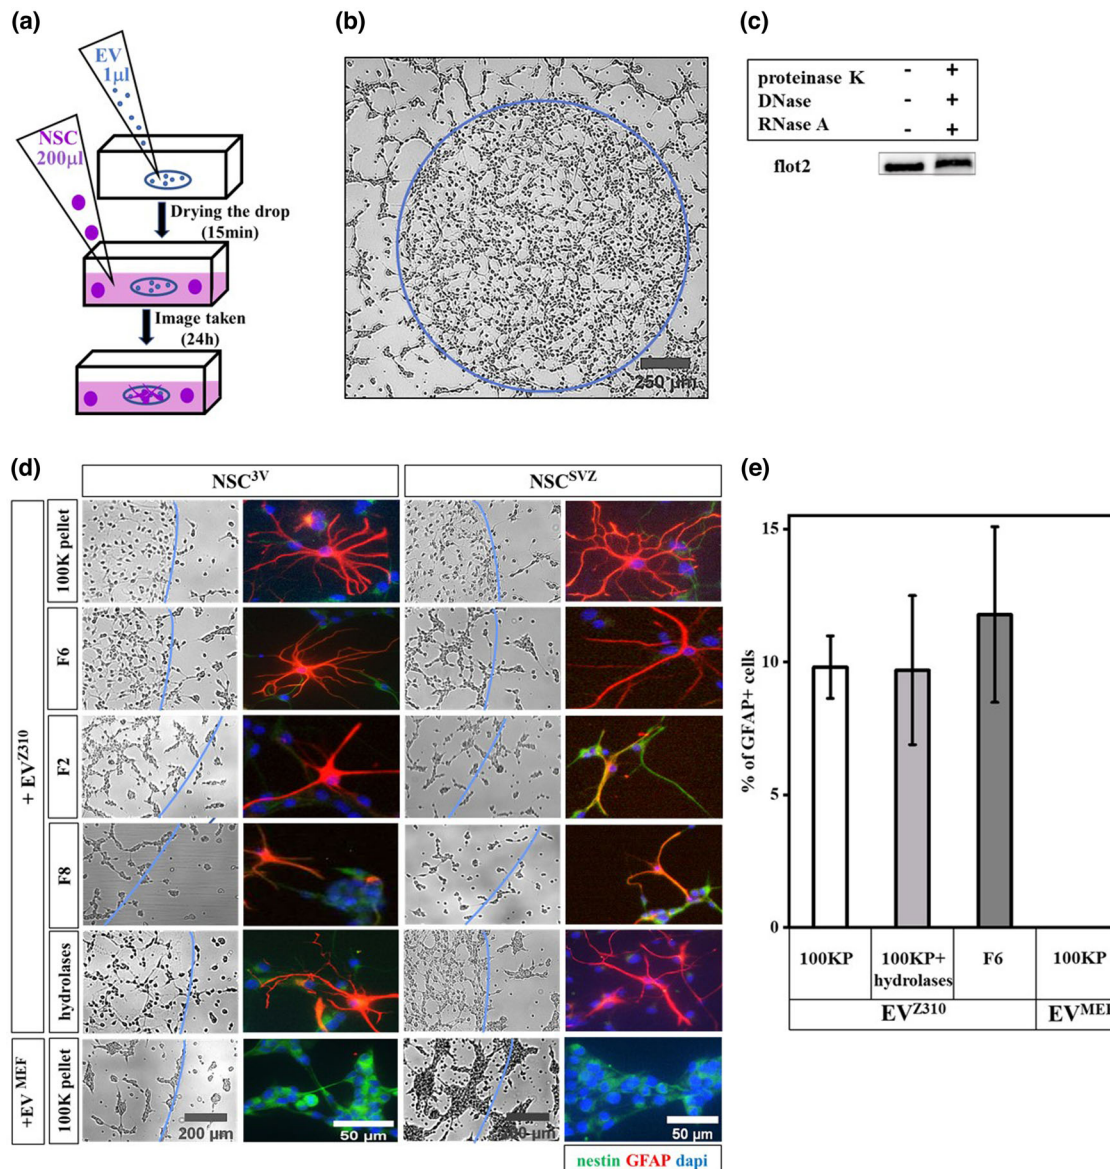 (a)
EV
1µl
NSC
200µl
Drying the drop
(15min)
Image taken
(24h)
(b)
250 µm
(c)
proteinase K - +
DNase - +
RNase A - +
flot2
(d)
NSC3V
NSCSVZ
+ EVZ310
100K pellet
F6
F2
F8
hydrolases
+EV MEF
100K pellet
200 µm
50 µm
50 µm
nestin GFAP dapi
(e)
% of GFAP+ cells
15
10
5
0
100KP
100KP+
hydrolases
F6
100KP
EVZ310
EVMEF